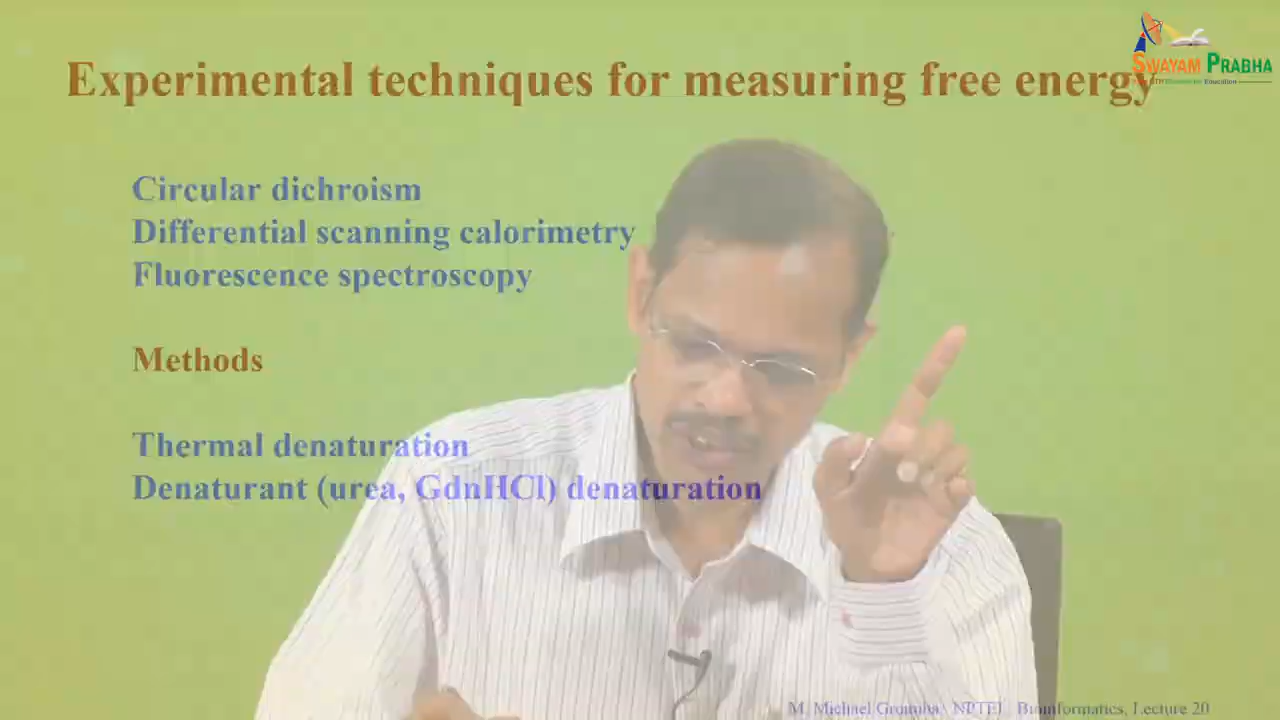 SWAYAM PRABHA
Experimental techniques for measuring free energy
Circular dichroism
Differential scanning calorimetry
Fluorescence spectroscopy
Methods
Thermal denaturation
Denaturant (urea, GdnHCl) denaturation
M. Michael Gromiha, NPTEL, Bioinformatics, Lecture 20